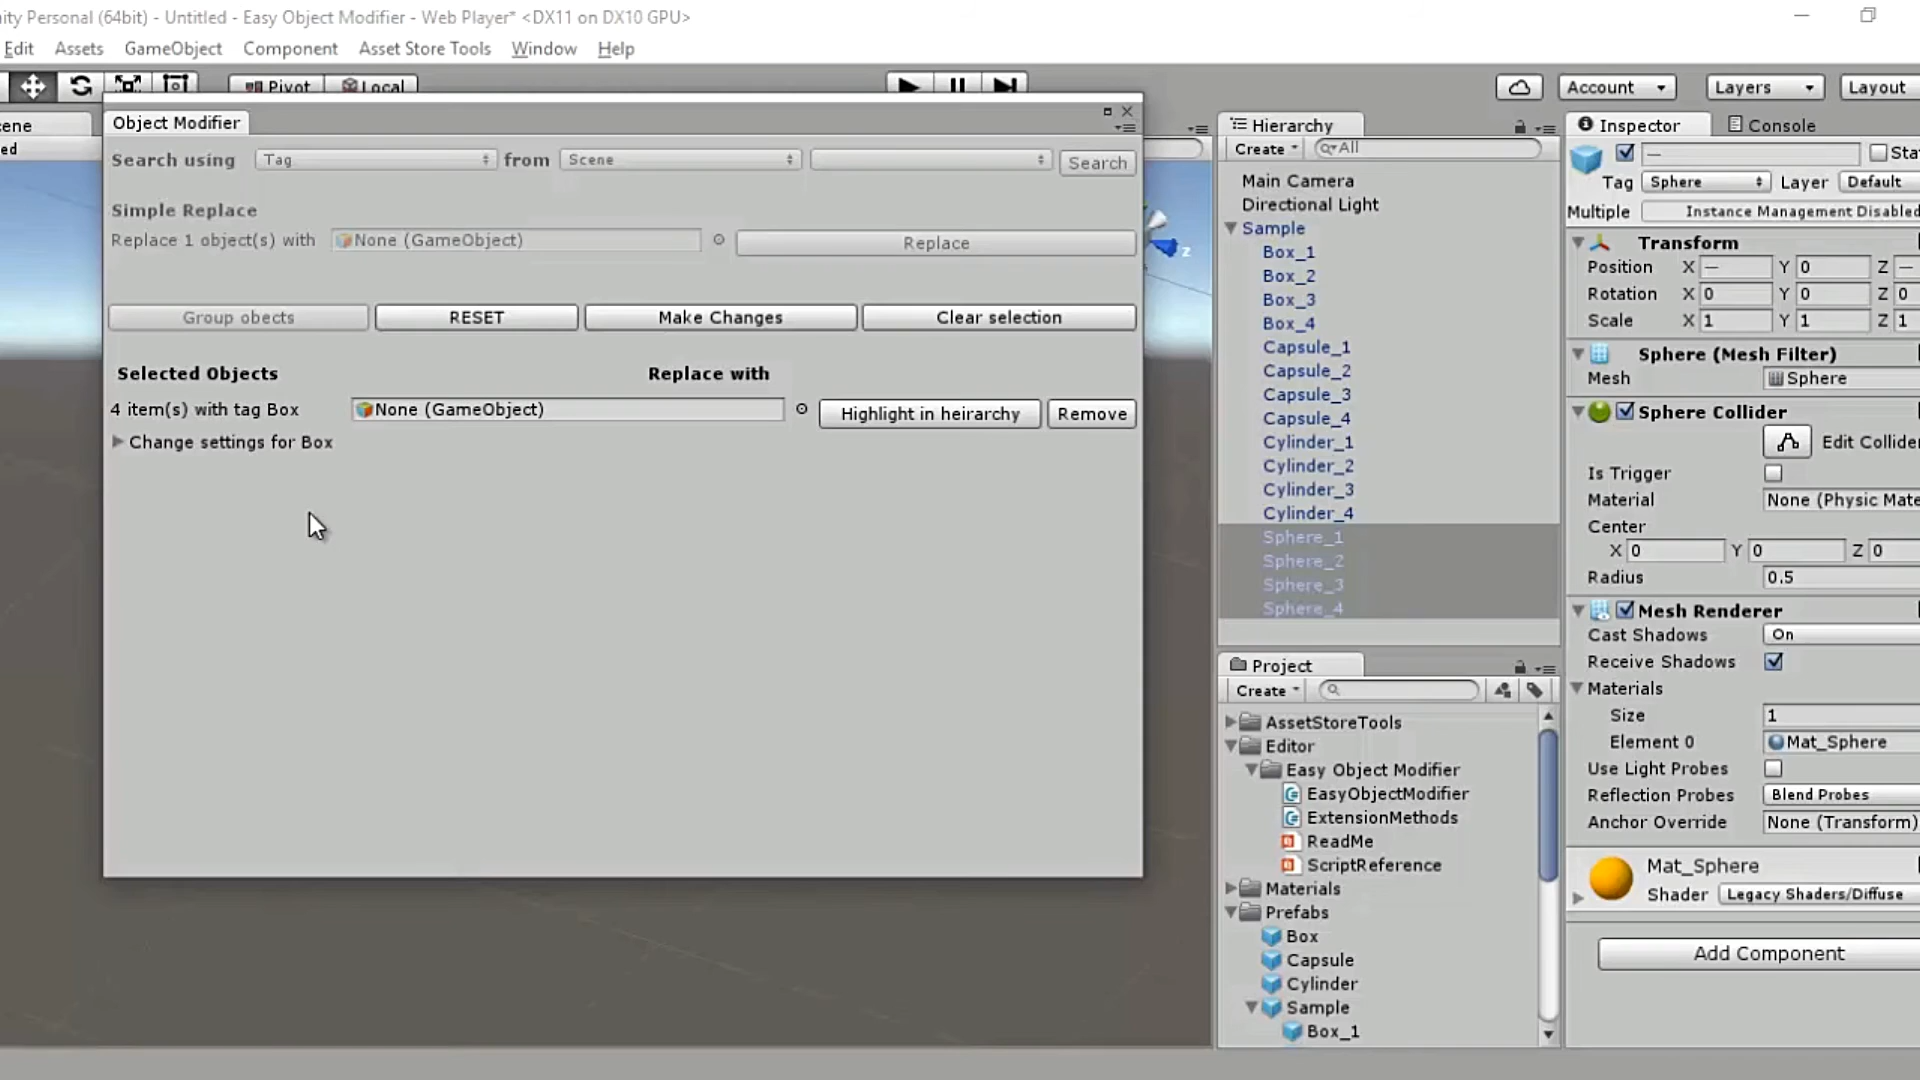 ity Personal (64bit) - Untitled - Easy Object Modifier - Web Player* <DX11 on DX10 GPU>
Edit Assets GameObject Component Asset Store Tools Window Help
Pivot Local
Account Layers Layout
Object Modifier
Search using Tag from Scene Search
Simple Replace
Replace 1 object(s) with None (GameObject) Replace
Group obects RESET Make Changes Clear selection
Selected Objects Replace with
4 item(s) with tag Box None (GameObject) Highlight in heirarchy Remove
Change settings for Box
cene
ed
z
Hierarchy
Create All
Main Camera
Directional Light
Sample
Box_1
Box_2
Box_3
Box_4
Capsule_1
Capsule_2
Capsule_3
Capsule_4
Cylinder_1
Cylinder_2
Cylinder_3
Cylinder_4
Sphere_1
Sphere_2
Sphere_3
Sphere_4
Project
Create
AssetStoreTools
Editor
Easy Object Modifier
EasyObjectModifier
ExtensionMethods
ReadMe
ScriptReference
Materials
Prefabs
Box
Capsule
Cylinder
Sample
Box_1
Inspector Console
— Sta
Tag Sphere Layer Default
Multiple Instance Management Disabled
Transform
Position X — Y 0 Z —
Rotation X 0 Y 0 Z 0
Scale X 1 Y 1 Z 1
Sphere (Mesh Filter)
Mesh Sphere
Sphere Collider
Edit Collide
Is Trigger
Material None (Physic Mate
Center
X 0 Y 0 Z 0
Radius 0.5
Mesh Renderer
Cast Shadows On
Receive Shadows
Materials
Size 1
Element 0 Mat_Sphere
Use Light Probes
Reflection Probes Blend Probes
Anchor Override None (Transform)
Mat_Sphere
Shader Legacy Shaders/Diffuse
Add Component